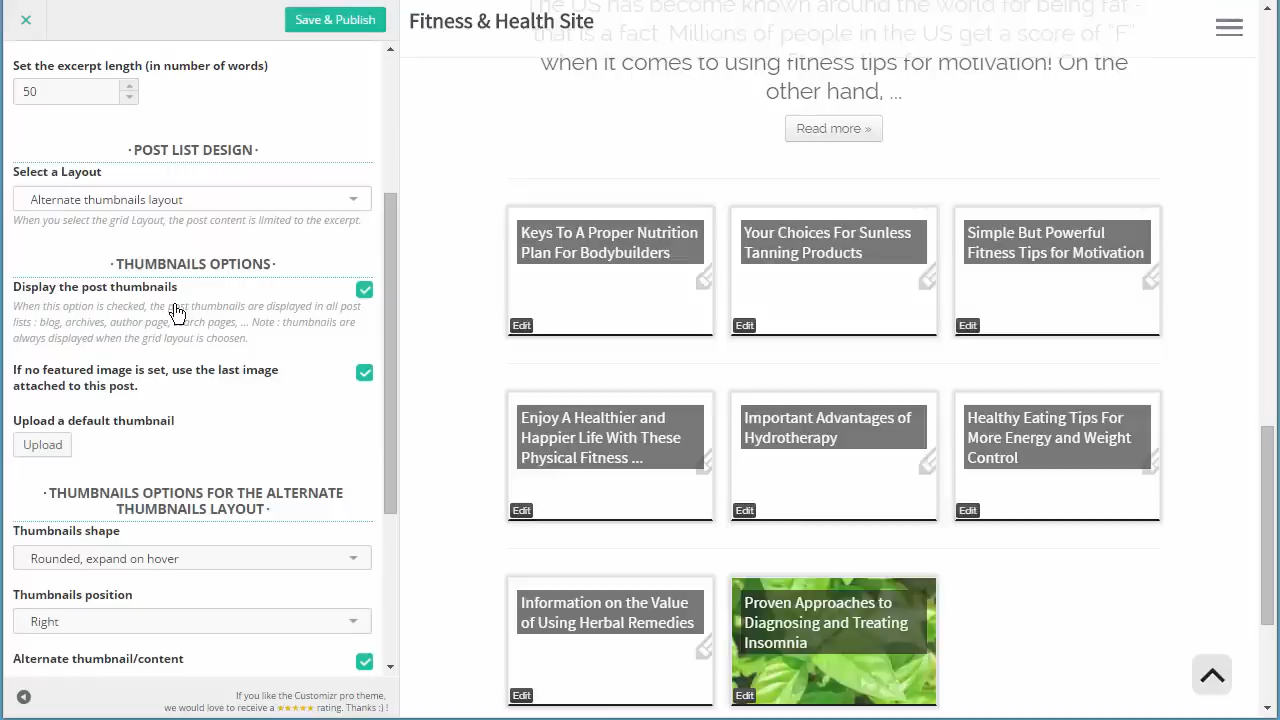 Save & Publish
Set the excerpt length (in number of words)
50
· POST LIST DESIGN ·
Select a Layout
Alternate thumbnails layout
When you select the grid Layout, the post content is limited to the excerpt.
· THUMBNAILS OPTIONS ·
Display the post thumbnails
When this option is checked, the post thumbnails are displayed in all post
lists : blog, archives, author page, search pages, ... Note : thumbnails are
always displayed when the grid layout is chosen.
If no featured image is set, use the last image
attached to this post.
Upload a default thumbnail
Upload
· THUMBNAILS OPTIONS FOR THE ALTERNATE
THUMBNAILS LAYOUT ·
Thumbnails shape
Rounded, expand on hover
Thumbnails position
Right
Alternate thumbnail/content
If you like the Customizr pro theme,
we would love to receive a ★★★★★ rating. Thanks :) !
Fitness & Health Site
The US has become known around the world for being fat -
that is a fact. Millions of people in the US get a score of "F"
when it comes to using fitness tips for motivation! On the
other hand, ...
Read more »
Keys To A Proper Nutrition
Plan For Bodybuilders
Edit
Your Choices For Sunless
Tanning Products
Edit
Simple But Powerful
Fitness Tips for Motivation
Edit
Enjoy A Healthier and
Happier Life With These
Physical Fitness ...
Edit
Important Advantages of
Hydrotherapy
Edit
Healthy Eating Tips For
More Energy and Weight
Control
Edit
Information on the Value
of Using Herbal Remedies
Edit
Proven Approaches to
Diagnosing and Treating
Insomnia
Edit